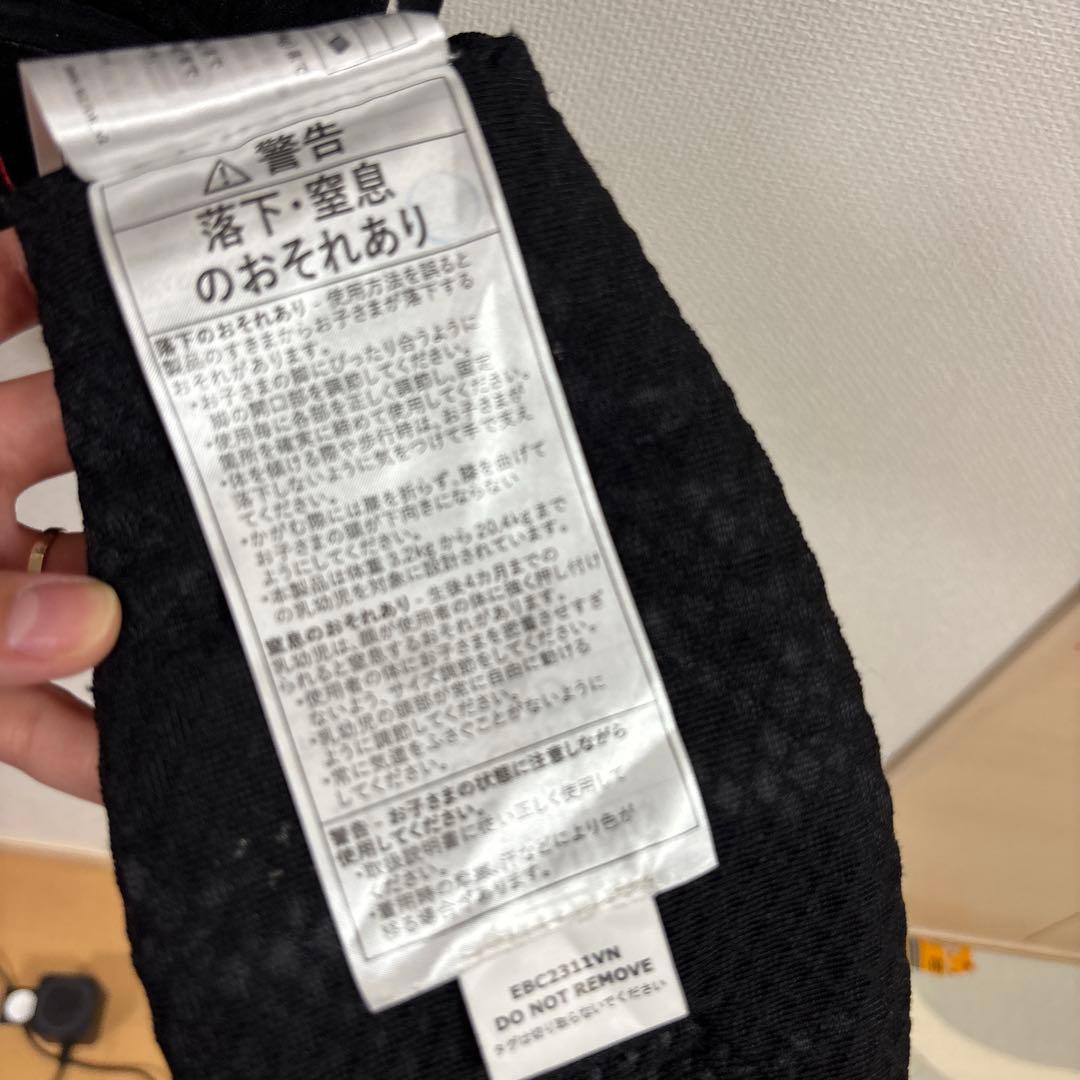 警告
落下・窒息
のおそれあり
落下のおそれあり - 使用方法を誤ると
製品のすきまからお子さまが落下する
おそれがあります。
・お子さまの脚にぴったり合うように
脚の開口部を調節してください。
・使用毎に各部を正しく調節し、固定
箇所を確実に締めて使用してください。
・体を傾ける際や歩行時は、お子さまが
落下しないように気をつけて手で支え
てください。
・かがむ際には腰を折らず、膝を曲げて
お子さまの頭が下向きにならない
ようにしてください。
・本製品は体重 3.2kg から 20.4kg まで
の乳幼児を対象に設計されています。
窒息のおそれあり - 生後4カ月までの
乳幼児は、顔が使用者の体に強く押し付け
られると窒息するおそれがあります。
・使用者の体にお子さまを密着させすぎ
ないよう、サイズ調節をしてください。
・乳幼児の頭部が常に自由に動ける
ように調節してください。
・常に気道をふさぐことがないように
してください。
警告 - お子さまの状態に注意しながら
使用してください。
・取扱説明書に従い正しく使用して
ください。
・着用時の摩擦、汗などにより色が
移る場合があります。
EBC2311VN
DO NOT REMOVE
タグは切り取らないでください